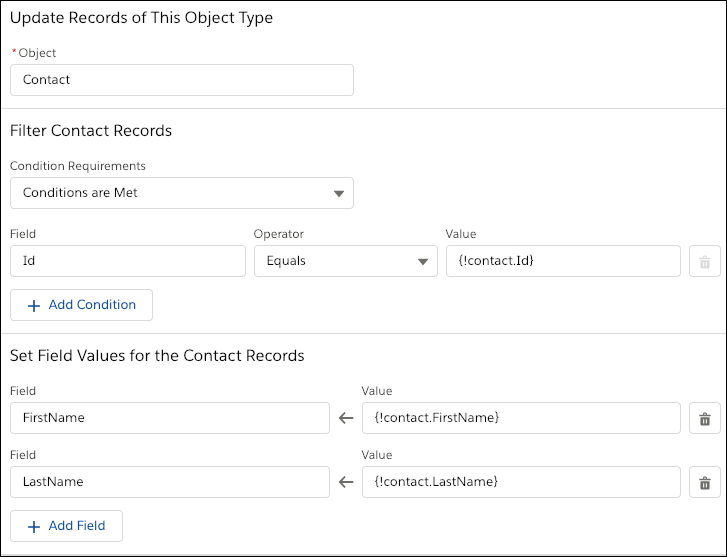 Update Records of This Object Type
* Object
Contact
Filter Contact Records
Condition Requirements
Conditions are Met
Field Operator Value
Id Equals {!contact.Id}
+ Add Condition
Set Field Values for the Contact Records
Field Value
FirstName ← {!contact.FirstName}
Field Value
LastName ← {!contact.LastName}
+ Add Field